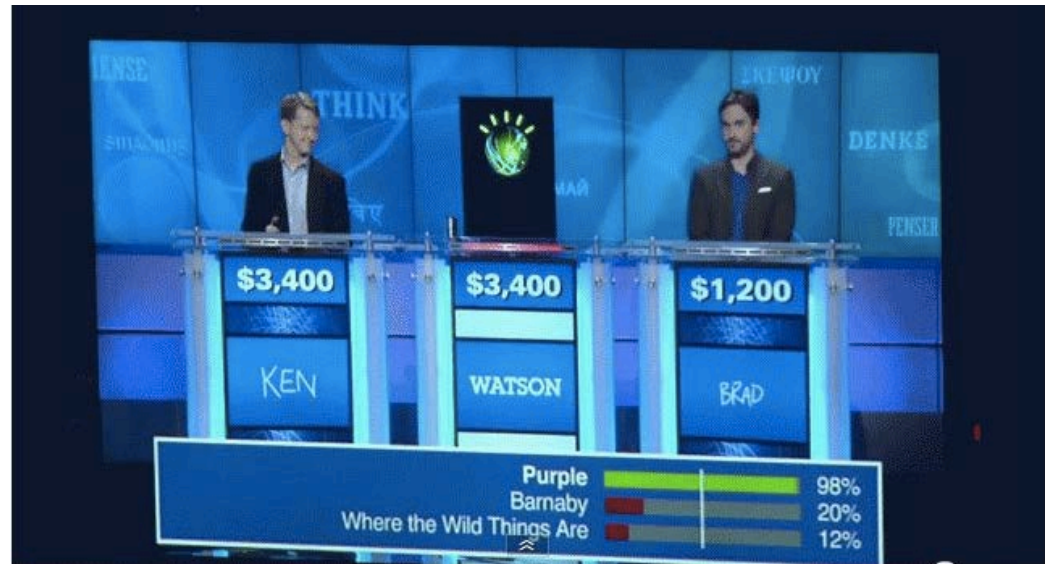 THINK
ΣΚΕΨΟΥ
DENKE
PENSER
$3,400
$3,400
$1,200
KEN
WATSON
BRAD
Purple 98%
Barnaby 20%
Where the Wild Things Are 12%